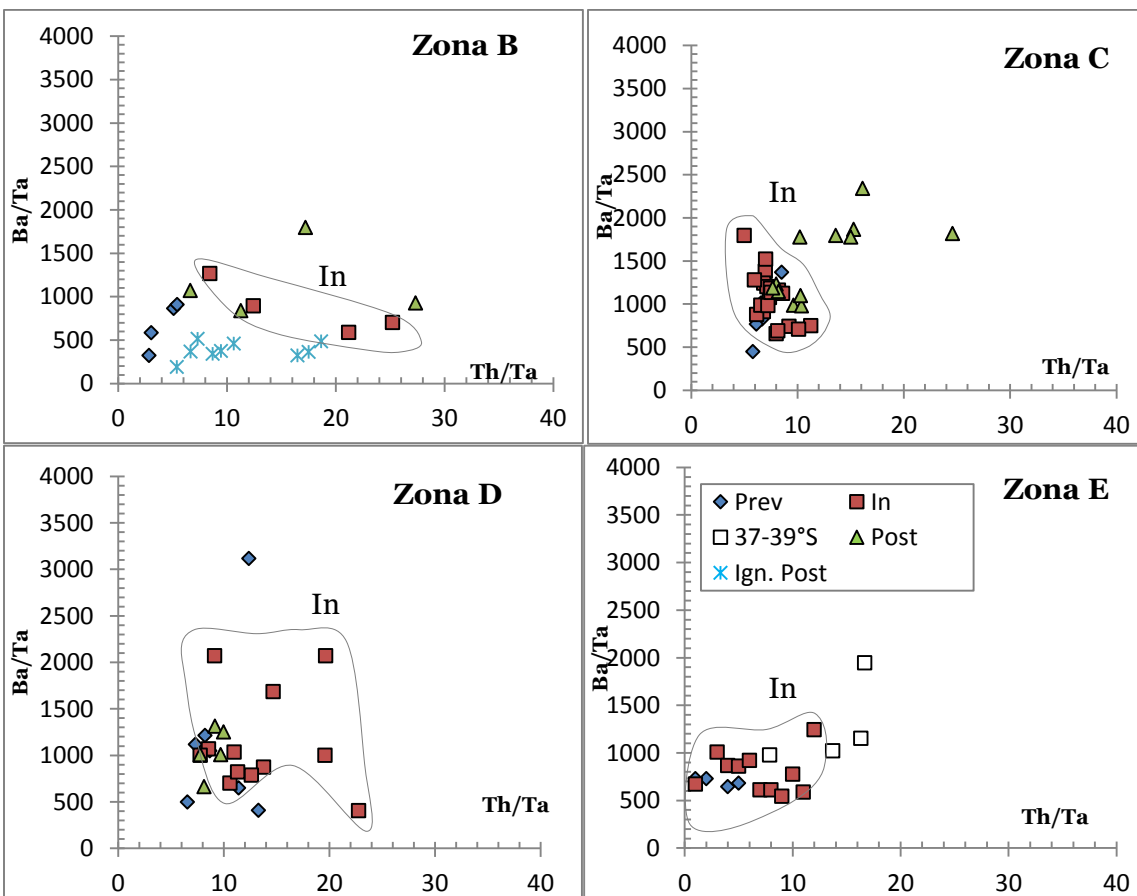 Zona B
4000
3500
3000
2500
2000
1500
1000
500
0
Ba/Ta
In
Th/Ta
0 10 20 30 40
Zona C
4000
3500
3000
2500
2000
1500
1000
500
0
Ba/Ta
In
Th/Ta
0 10 20 30 40
Zona D
4000
3500
3000
2500
2000
1500
1000
500
0
Ba/Ta
In
Th/Ta
0 10 20 30 40
Zona E
4000
3500
3000
2500
2000
1500
1000
500
0
Ba/Ta
Prev In
37-39°S Post
Ign. Post
In
Th/Ta
0 10 20 30 40